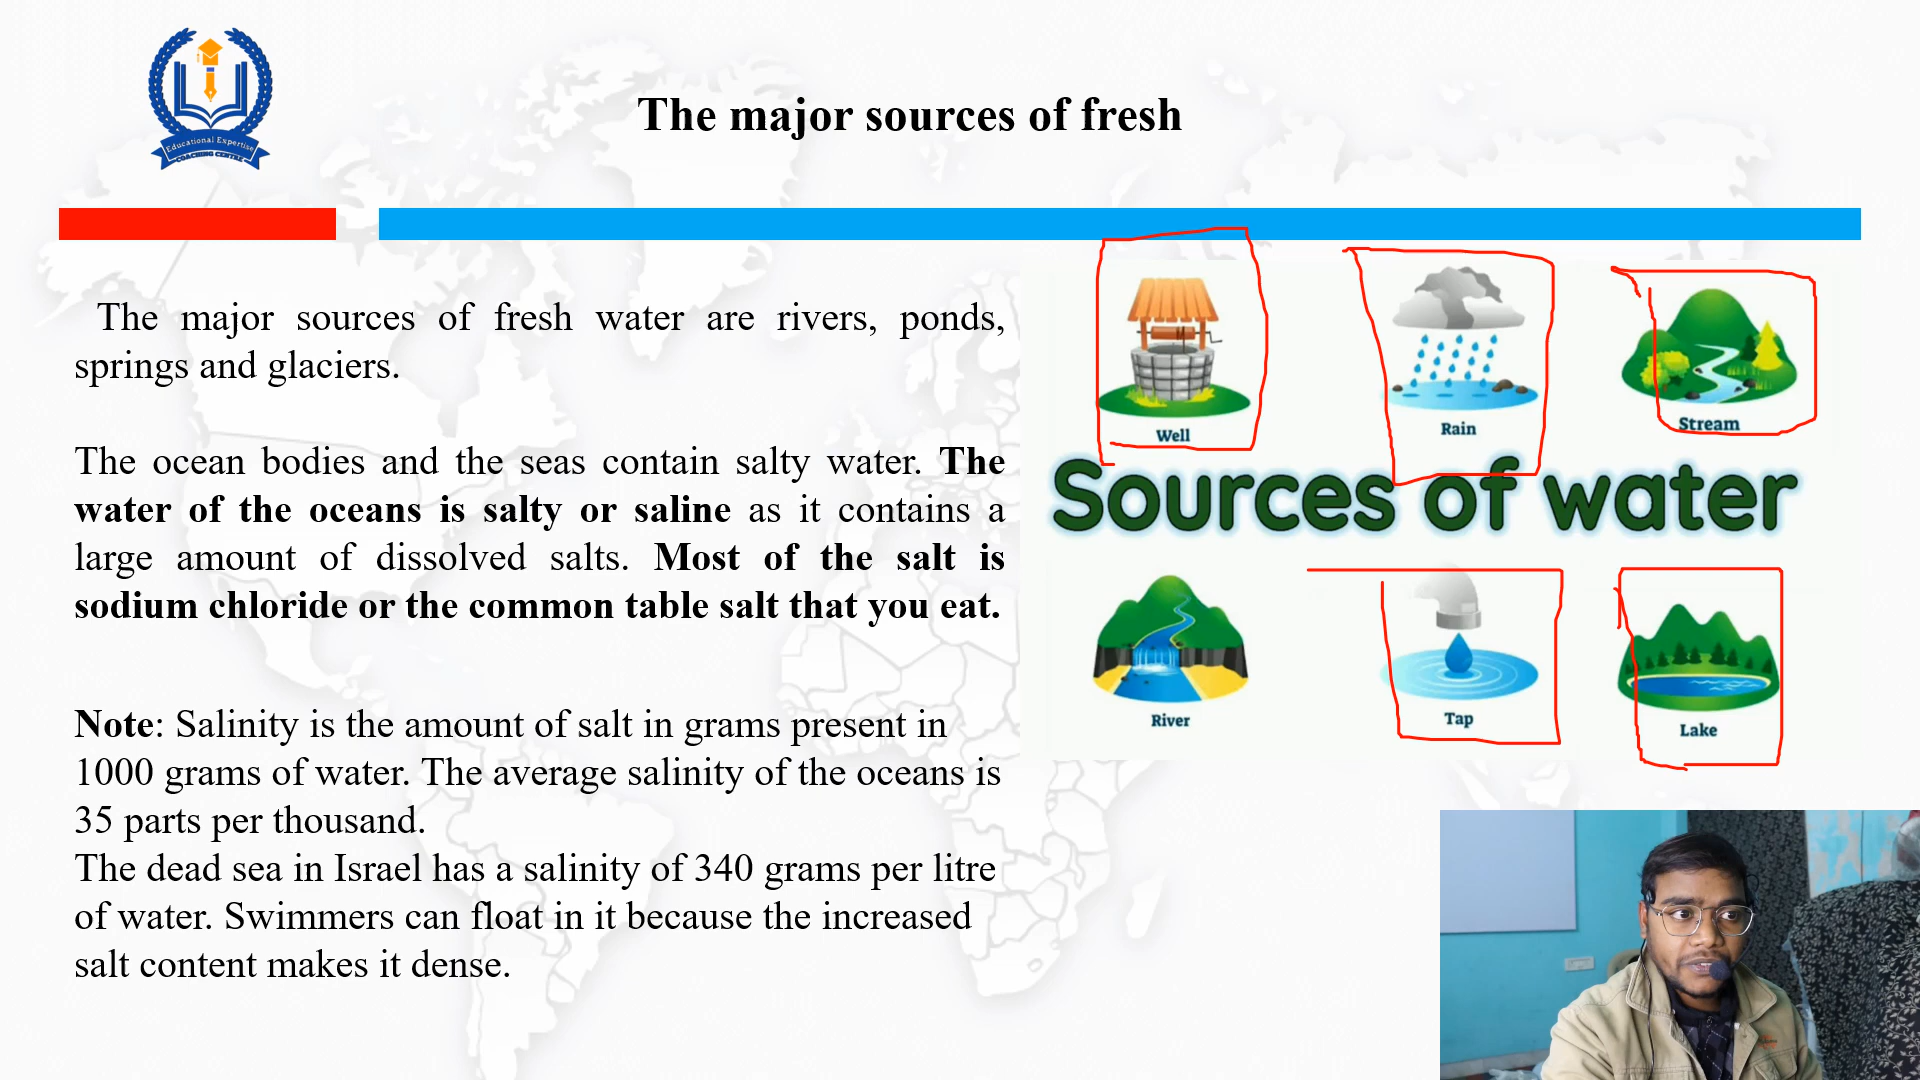 Educational Expertise
COACHING CENTRE
The major sources of fresh
The major sources of fresh water are rivers, ponds,
springs and glaciers.
The ocean bodies and the seas contain salty water. The
water of the oceans is salty or saline as it contains a
large amount of dissolved salts. Most of the salt is
sodium chloride or the common table salt that you eat.
Note: Salinity is the amount of salt in grams present in
1000 grams of water. The average salinity of the oceans is
35 parts per thousand.
The dead sea in Israel has a salinity of 340 grams per litre
of water. Swimmers can float in it because the increased
salt content makes it dense.
Well
Rain
Stream
Sources of water
River
Tap
Lake